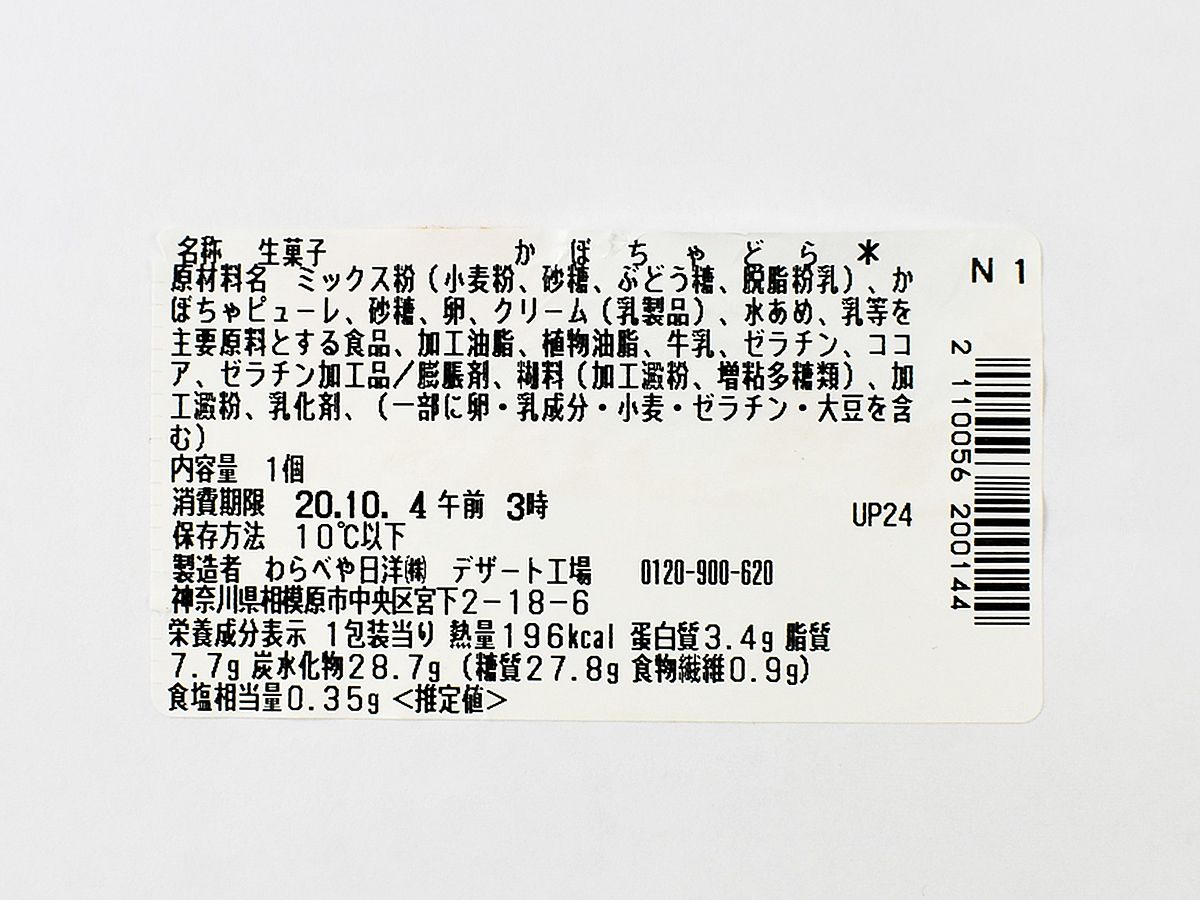 名称　生菓子　かぼちゃどら＊
N 1
原材料名　ミックス粉（小麦粉、砂糖、ぶどう糖、脱脂粉乳）、か
ぼちゃピューレ、砂糖、卵、クリーム（乳製品）、水あめ、乳等を
主要原料とする食品、加工油脂、植物油脂、牛乳、ゼラチン、ココ
ア、ゼラチン加工品／膨脹剤、糊料（加工澱粉、増粘多糖類）、加
工澱粉、乳化剤、（一部に卵・乳成分・小麦・ゼラチン・大豆を含
む）
内容量　1個
消費期限　20.10. 4 午前 3時
UP24
保存方法　10℃以下
製造者　わらべや日洋㈱　デザート工場　0120-900-620
神奈川県相模原市中央区宮下2－18－6
栄養成分表示 1包装当り 熱量196kcal 蛋白質3.4g 脂質
7.7g 炭水化物28.7g（糖質27.8g 食物繊維0.9g）
食塩相当量0.35g ＜推定値＞
2 110056 200144